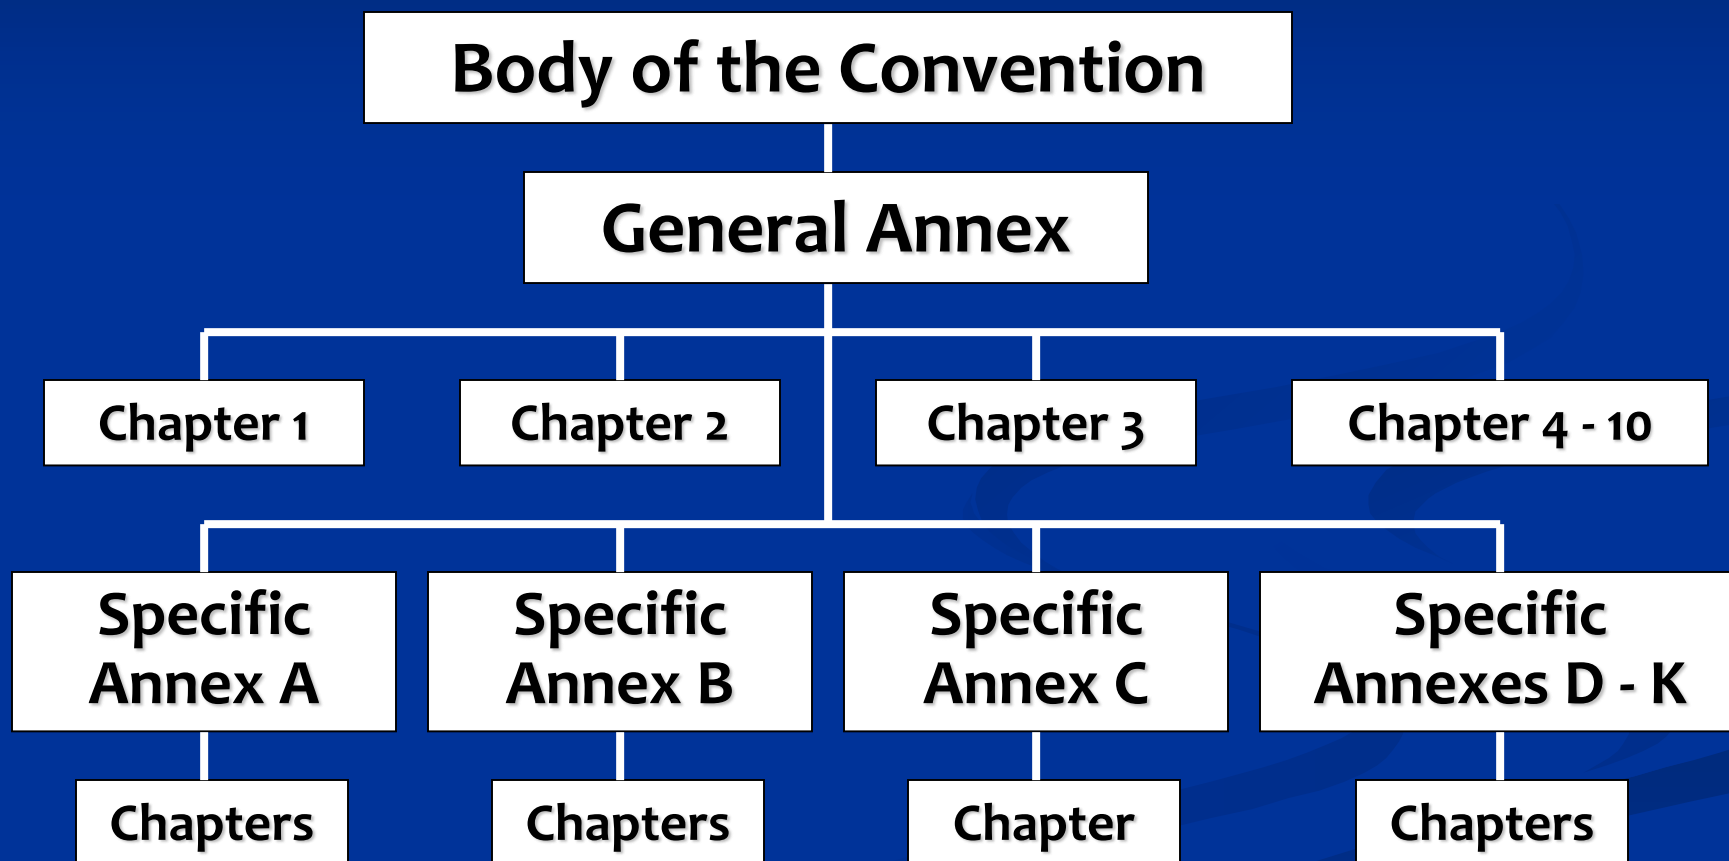 Body of the Convention
General Annex
Chapter 1
Chapter 2
Chapter 3
Chapter 4 - 10
Specific
Annex A
Specific
Annex B
Specific
Annex C
Specific
Annexes D - K
Chapters
Chapters
Chapter
Chapters